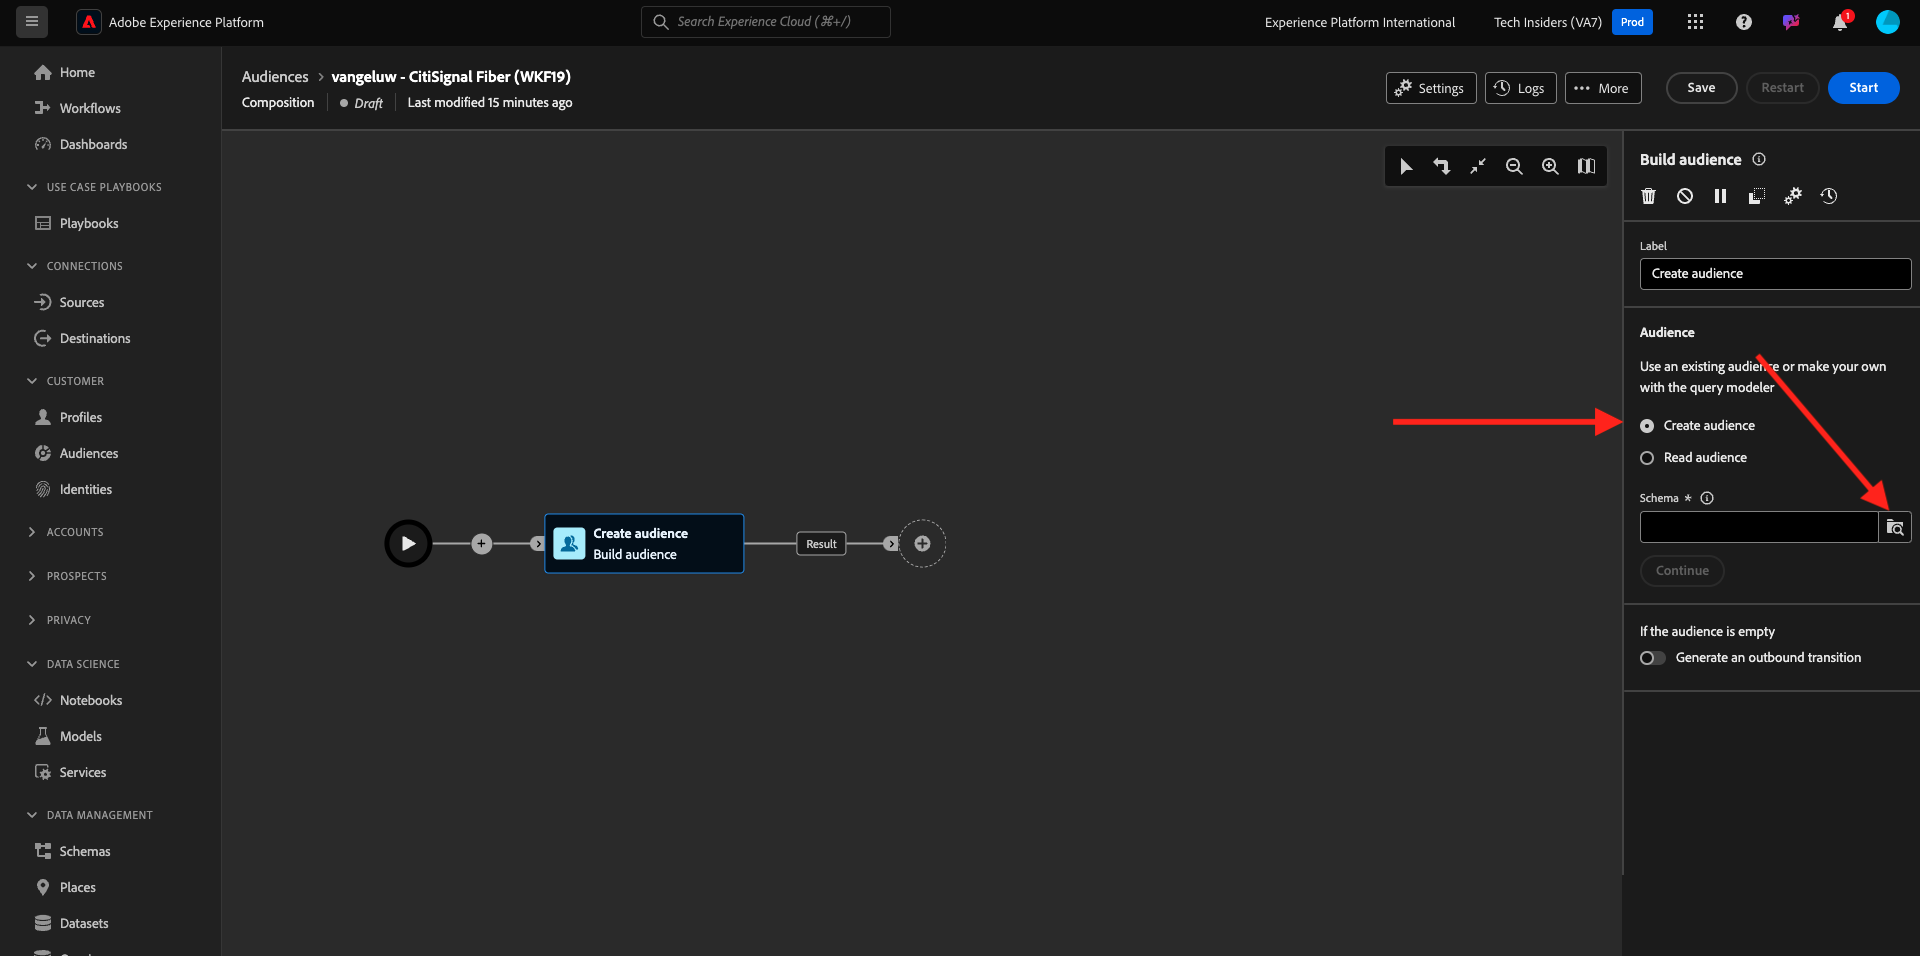 Adobe Experience Platform
Search Experience Cloud (⌘+/)
Experience Platform International
Tech Insiders (VA7)
Prod
1
Home
Workflows
Dashboards
USE CASE PLAYBOOKS
Playbooks
CONNECTIONS
Sources
Destinations
CUSTOMER
Profiles
Audiences
Identities
ACCOUNTS
PROSPECTS
PRIVACY
DATA SCIENCE
Notebooks
Models
Services
DATA MANAGEMENT
Schemas
Places
Datasets
Audiences > vangeluw - CitiSignal Fiber (WKF19)
Composition
Draft
Last modified 15 minutes ago
Settings
Logs
More
Save
Restart
Start
Create audience
Build audience
Result
Build audience
Label
Create audience
Audience
Use an existing audience or make your own
with the query modeler
Create audience
Read audience
Schema *
Continue
If the audience is empty
Generate an outbound transition